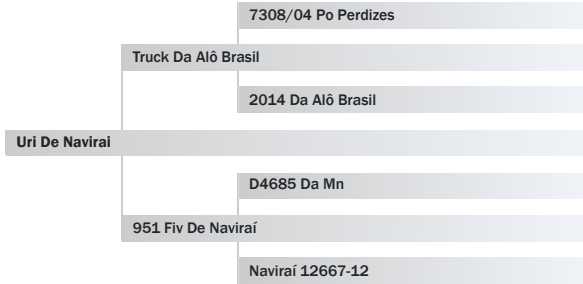 7308/04 Po Perdizes
Truck Da Alô Brasil
2014 Da Alô Brasil
Uri De Navirai
D4685 Da Mn
951 Fiv De Naviraí
Naviraí 12667-12